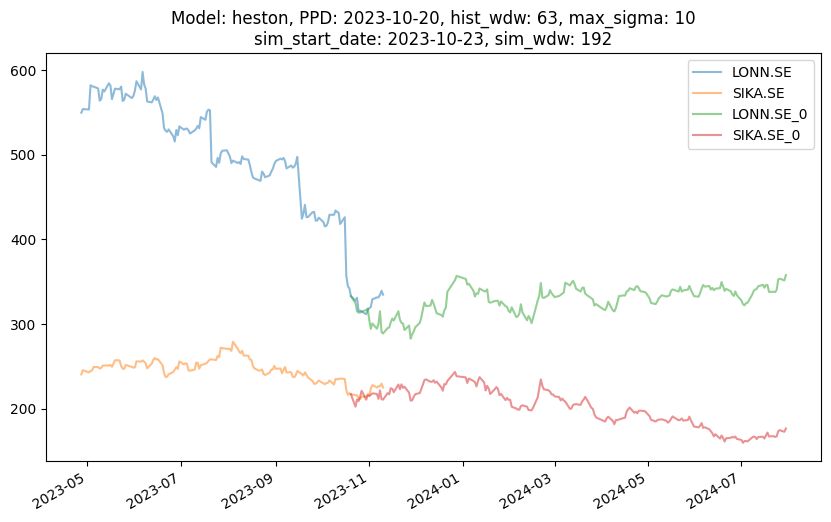 Model: heston, PPD: 2023-10-20, hist_wdw: 63, max_sigma: 10
sim_start_date: 2023-10-23, sim_wdw: 192
LONN.SE
SIKA.SE
LONN.SE_0
SIKA.SE_0
600
500
400
300
200
2023-05
2023-07
2023-09
2023-11
2024-01
2024-03
2024-05
2024-07